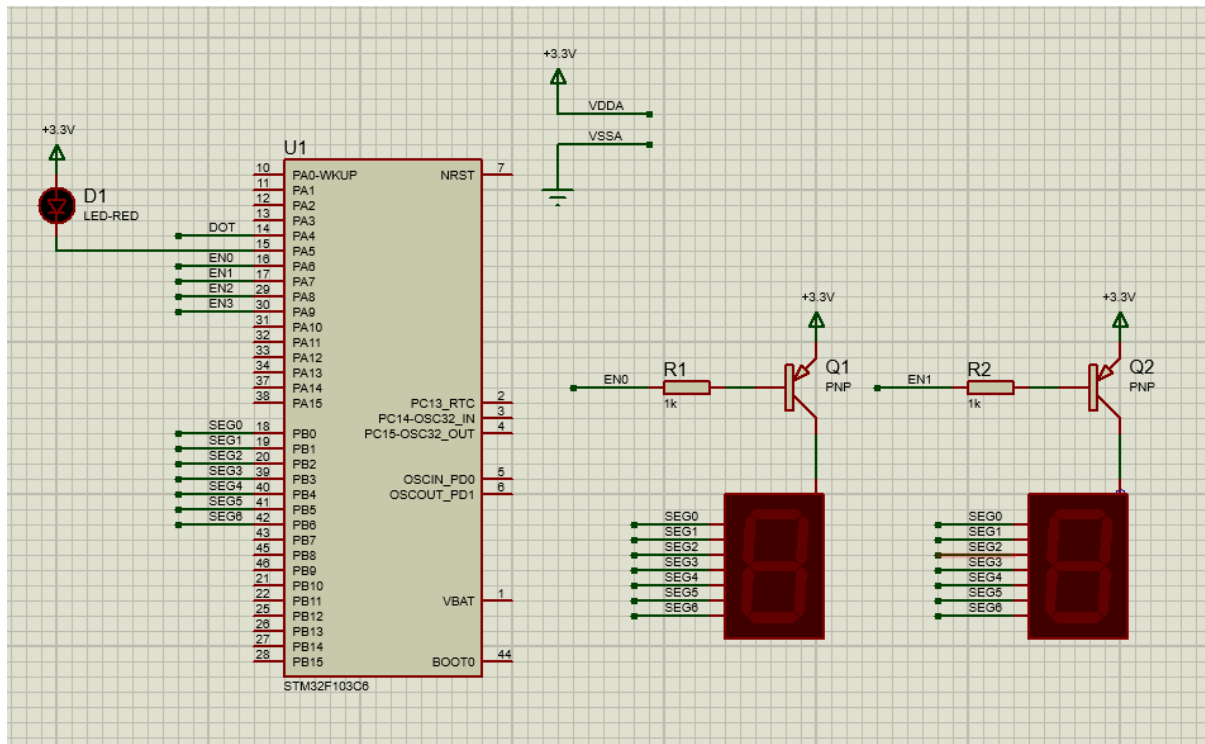 +3.3V
VDDA
VSSA
+3.3V
D1
LED-RED
U1
10 PA0-WKUP NRST 7
11 PA1
12 PA2
13 PA3
DOT 14 PA4
15 PA5
EN0 16 PA6
EN1 17 PA7
EN2 29 PA8
EN3 30 PA9
31 PA10
32 PA11
33 PA12
34 PA13
37 PA14
38 PA15
PC13_RTC 2
PC14-OSC32_IN 3
PC15-OSC32_OUT 4
SEG0 18 PB0
SEG1 19 PB1
SEG2 20 PB2
SEG3 39 PB3
SEG4 40 PB4
SEG5 41 PB5
SEG6 42 PB6
43 PB7
45 PB8
46 PB9
21 PB10
22 PB11
25 PB12
26 PB13
27 PB14
28 PB15
OSCIN_PD0 5
OSCOUT_PD1 6
VBAT 1
BOOT0 44
STM32F103C6
+3.3V
EN0
R1
1k
Q1
PNP
SEG0
SEG1
SEG2
SEG3
SEG4
SEG5
SEG6
+3.3V
EN1
R2
1k
Q2
PNP
SEG0
SEG1
SEG2
SEG3
SEG4
SEG5
SEG6